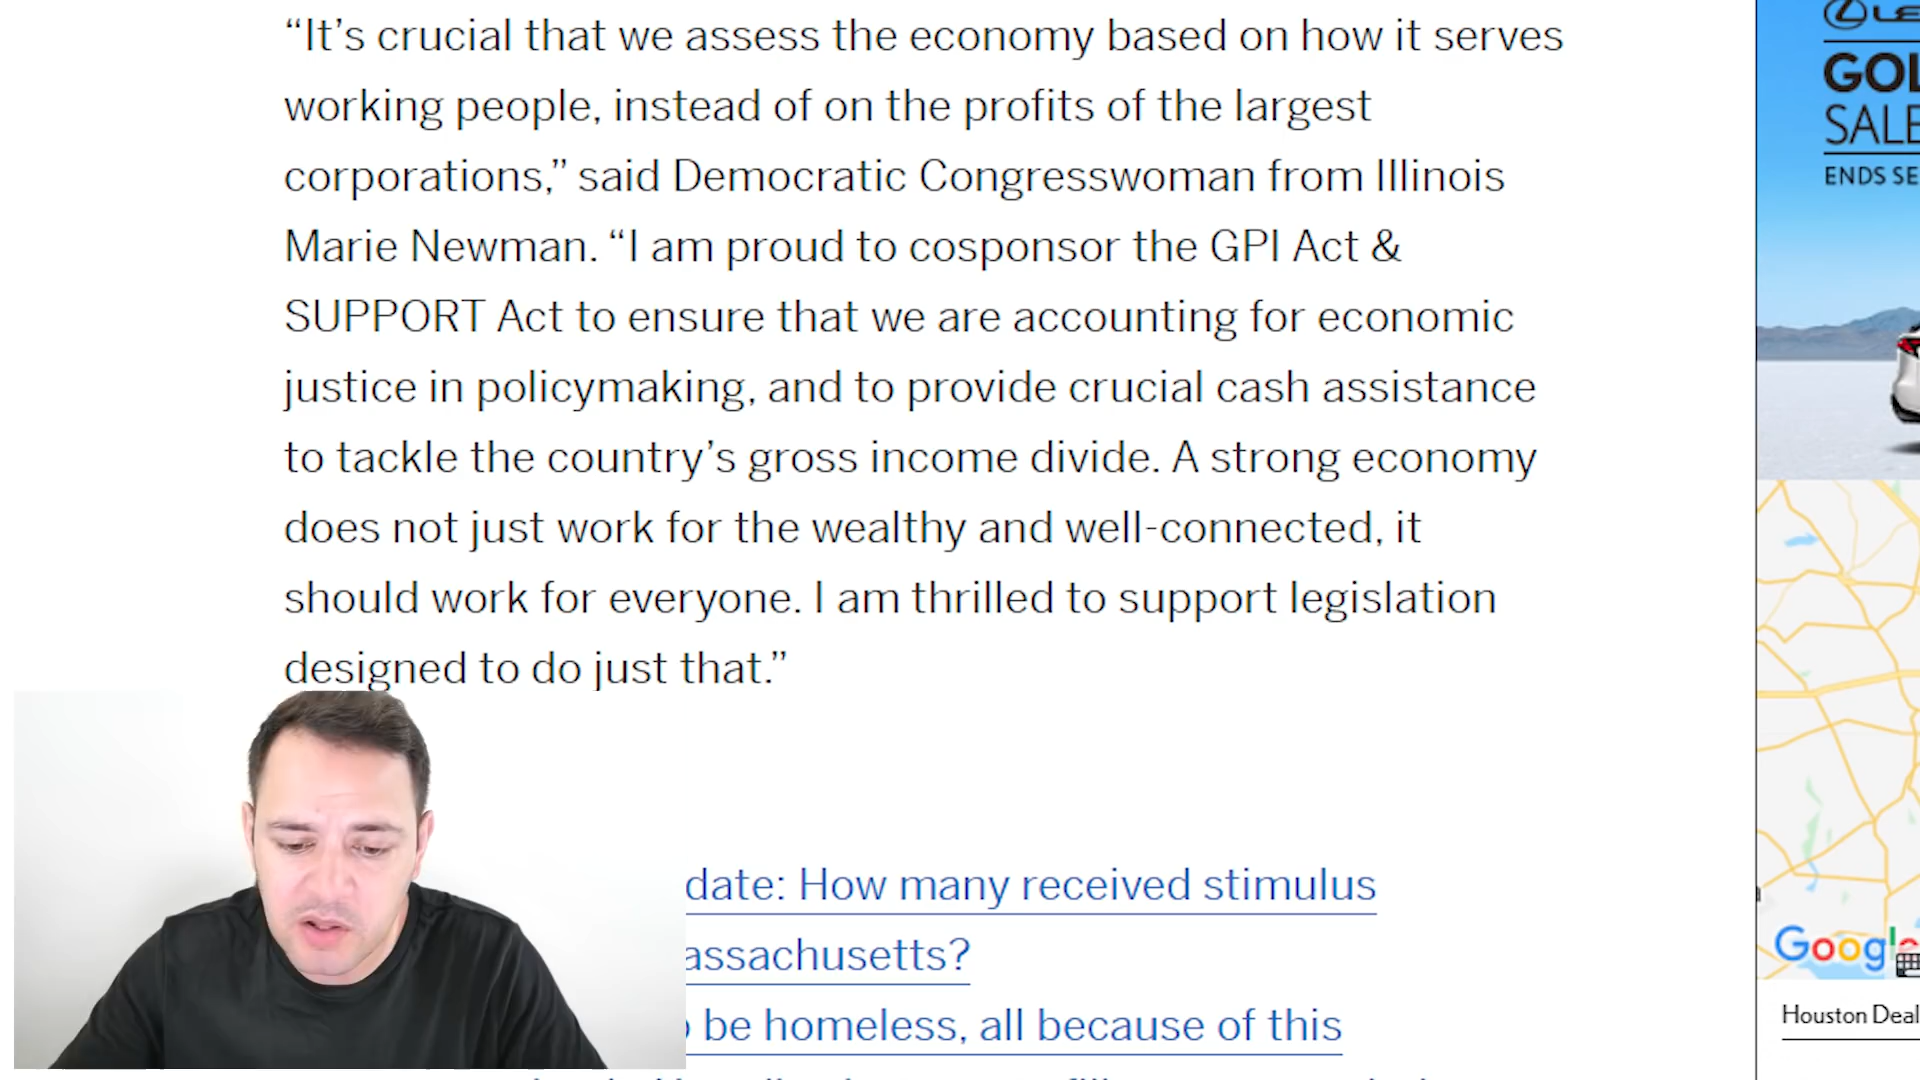 “It’s crucial that we assess the economy based on how it serves
working people, instead of on the profits of the largest
corporations,” said Democratic Congresswoman from Illinois
Marie Newman. “I am proud to cosponsor the GPI Act &
SUPPORT Act to ensure that we are accounting for economic
justice in policymaking, and to provide crucial cash assistance
to tackle the country’s gross income divide. A strong economy
does not just work for the wealthy and well-connected, it
should work for everyone. I am thrilled to support legislation
designed to do just that.”
date: How many received stimulus
assachusetts?
be homeless, all because of this
GOL
SALE
ENDS SE
Google
Houston Deal